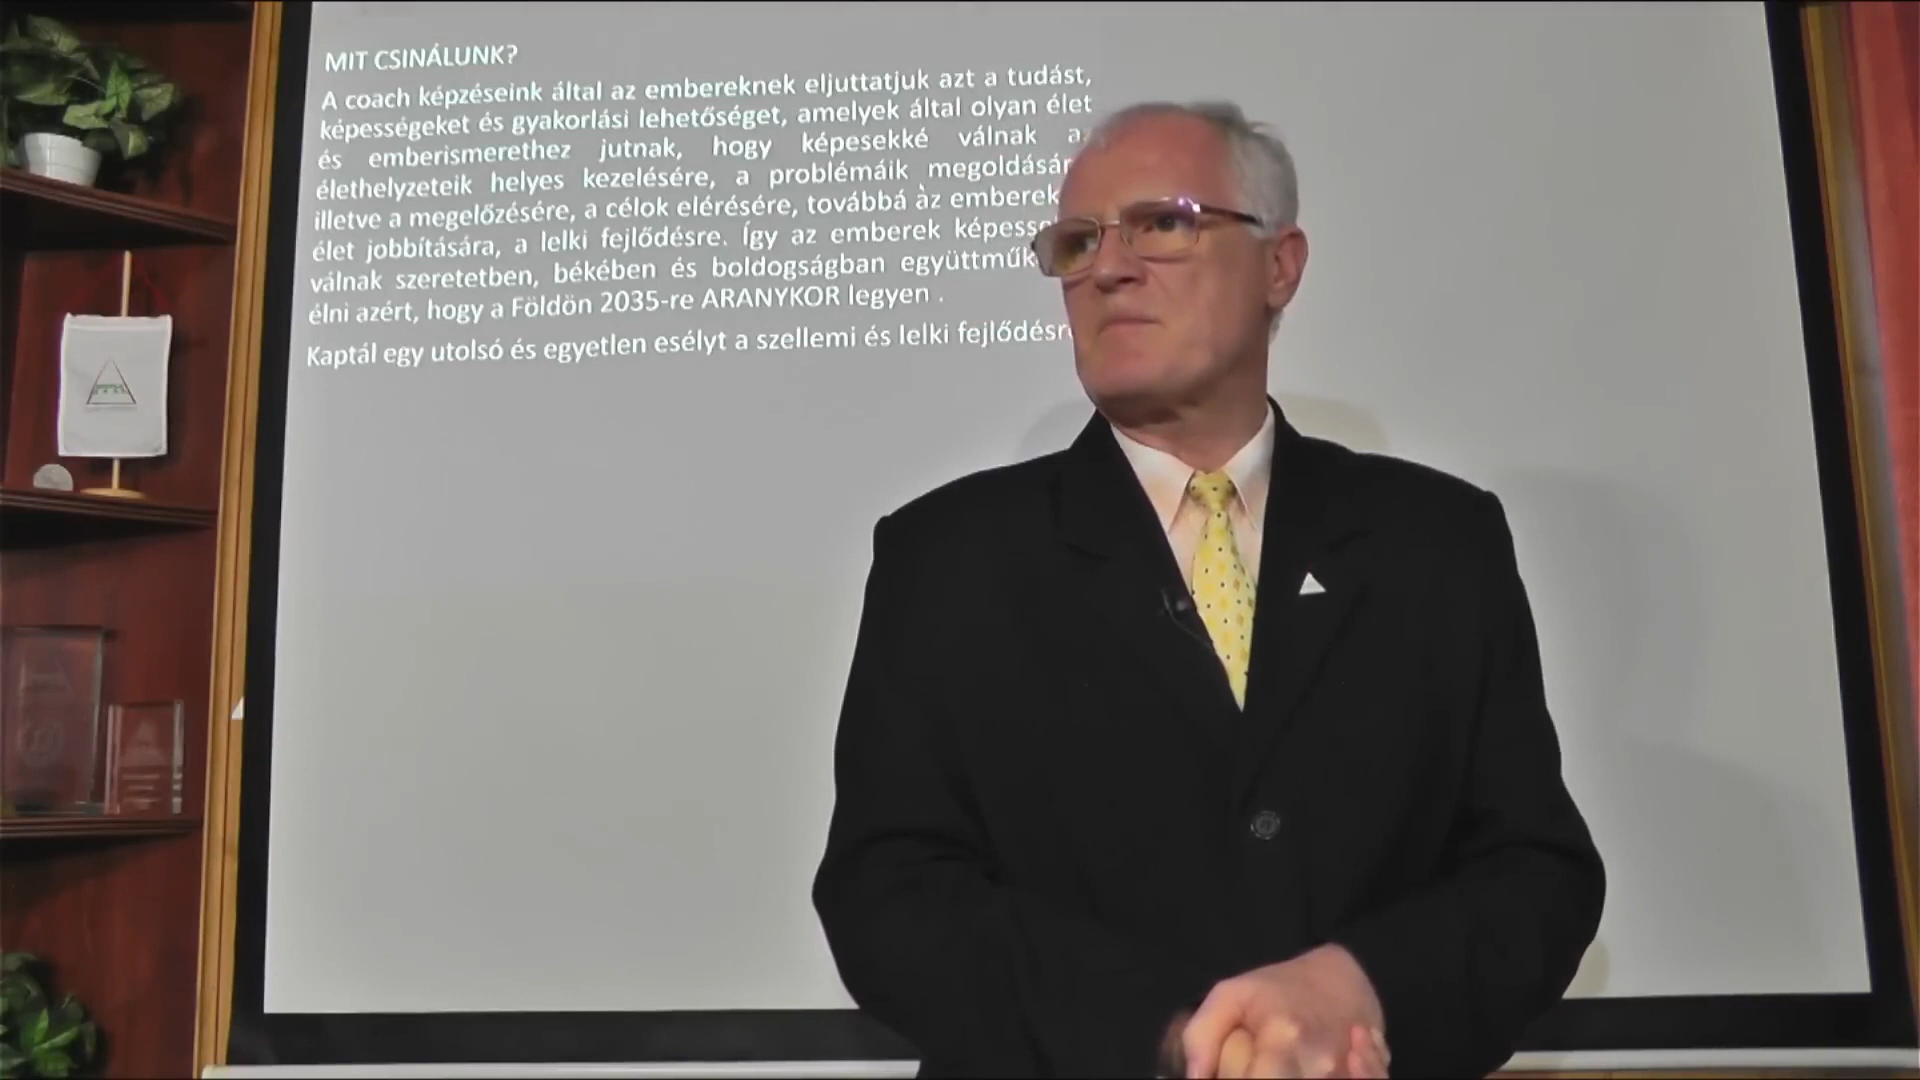 MIT CSINÁLUNK?
A coach képzéseink által az embereknek eljuttatjuk azt a tudást,
képességeket és gyakorlási lehetőséget, amelyek által olyan élet
és emberismerethez jutnak, hogy képesekké válnak
élethelyzeteik helyes kezelésére, a problémáik
illetve a megelőzésére, a célok elérésére, továbbá az
élet jobbítására, a lelki fejlődésre. Így az emberek
válnak szeretetben, békében és boldogságban
élni azért, hogy a Földön 2035-re ARANYKOR legyen .
Kaptál egy utolsó és egyetlen esélyt a szellemi és lelki